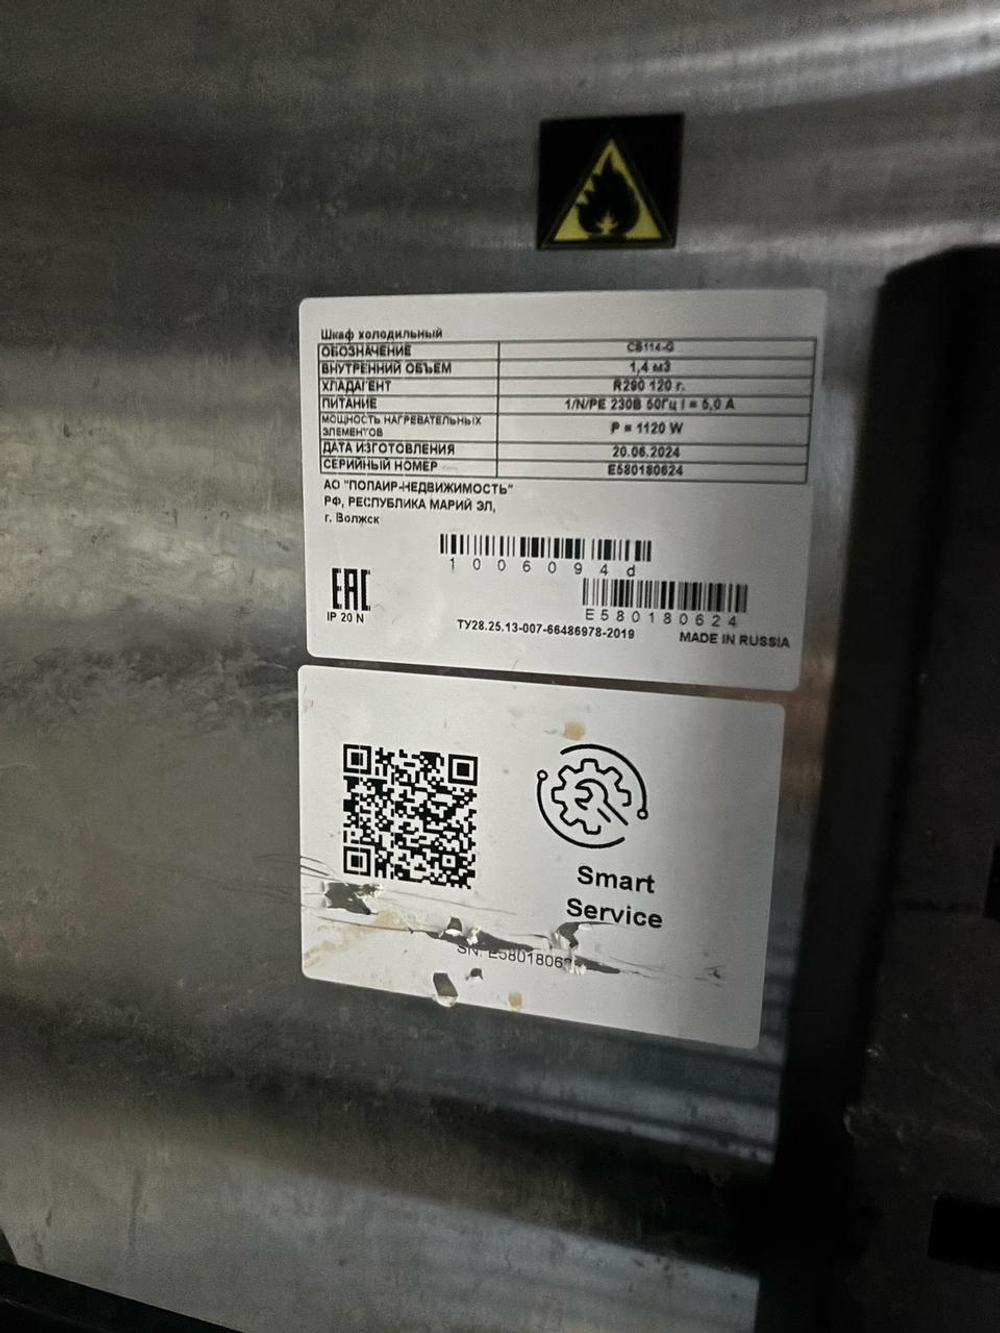 Шкаф холодильный
ОБОЗНАЧЕНИЕ CB114-G
ВНУТРЕННИЙ ОБЪЕМ 1,4 м3
ХЛАДАГЕНТ R290 120 г.
ПИТАНИЕ 1/N/PE 230В 50Гц I = 5,0 А
МОЩНОСТЬ НАГРЕВАТЕЛЬНЫХ ЭЛЕМЕНТОВ P = 1120 W
ДАТА ИЗГОТОВЛЕНИЯ 20.06.2024
СЕРИЙНЫЙ НОМЕР E580180624
АО "ПОЛАИР-НЕДВИЖИМОСТЬ"
РФ, РЕСПУБЛИКА МАРИЙ ЭЛ,
г. Волжск
1006094d
E580180624
EAC
IP 20 N
ТУ28.25.13-007-66486978-2019
MADE IN RUSSIA
Smart
Service
SN: